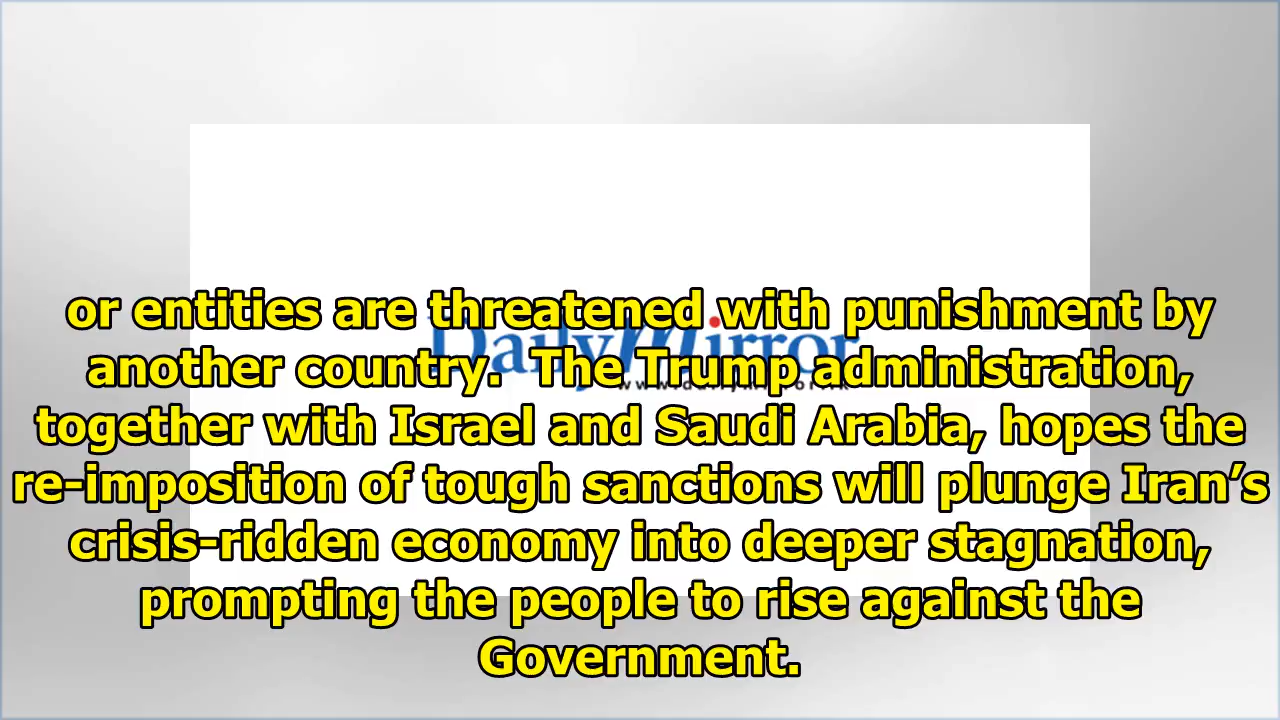 or entities are threatened with punishment by
another country.  The Trump administration,
together with Israel and Saudi Arabia, hopes the
re-imposition of tough sanctions will plunge Iran’s
crisis-ridden economy into deeper stagnation,
prompting the people to rise against the
Government.
Daily Mirror